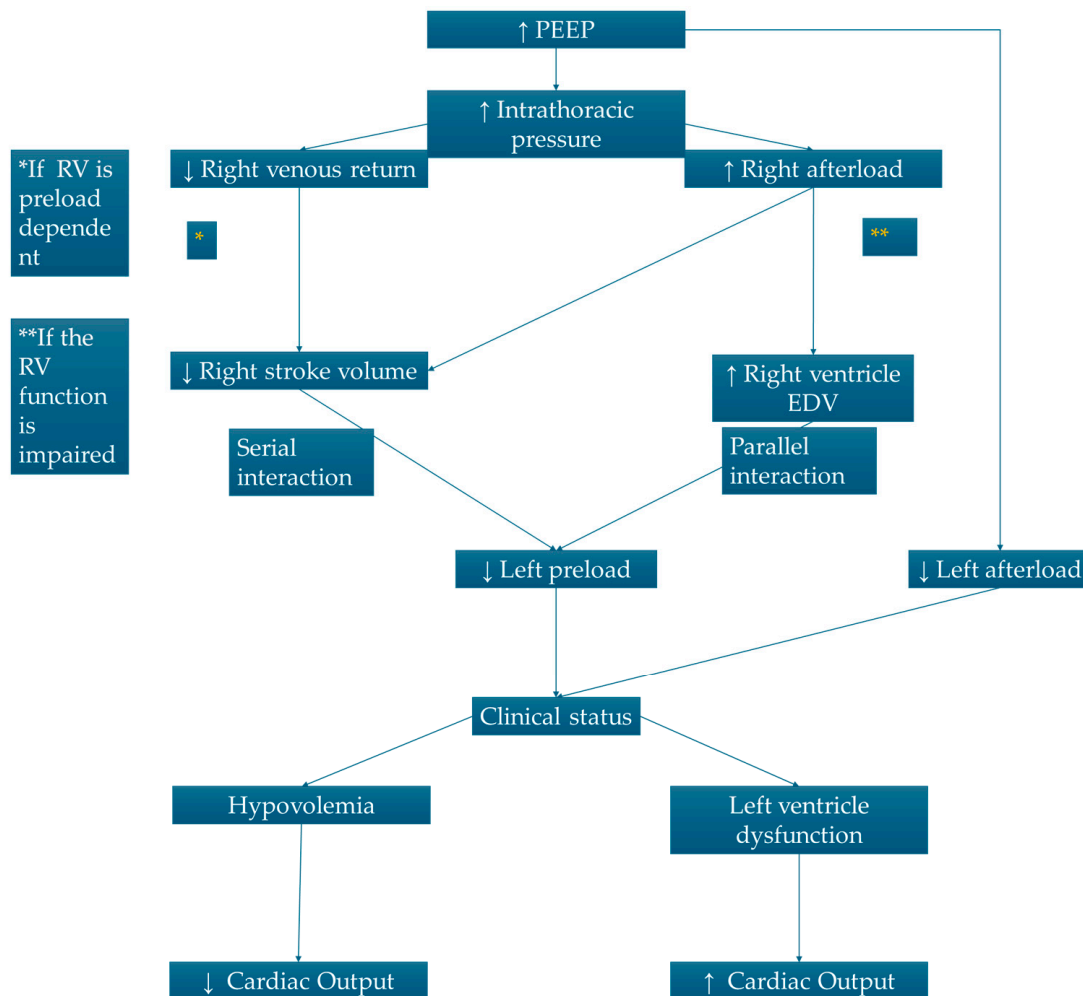 ↑ PEEP
↑ Intrathoracic
pressure
*If RV is
preload
depende
nt
↓ Right venous return
↑ Right afterload
*
**
**If the
RV
function
is
impaired
↓ Right stroke volume
↑ Right ventricle
EDV
Serial
interaction
Parallel
interaction
↓ Left preload
↓ Left afterload
Clinical status
Hypovolemia
Left ventricle
dysfunction
↓ Cardiac Output
↑ Cardiac Output